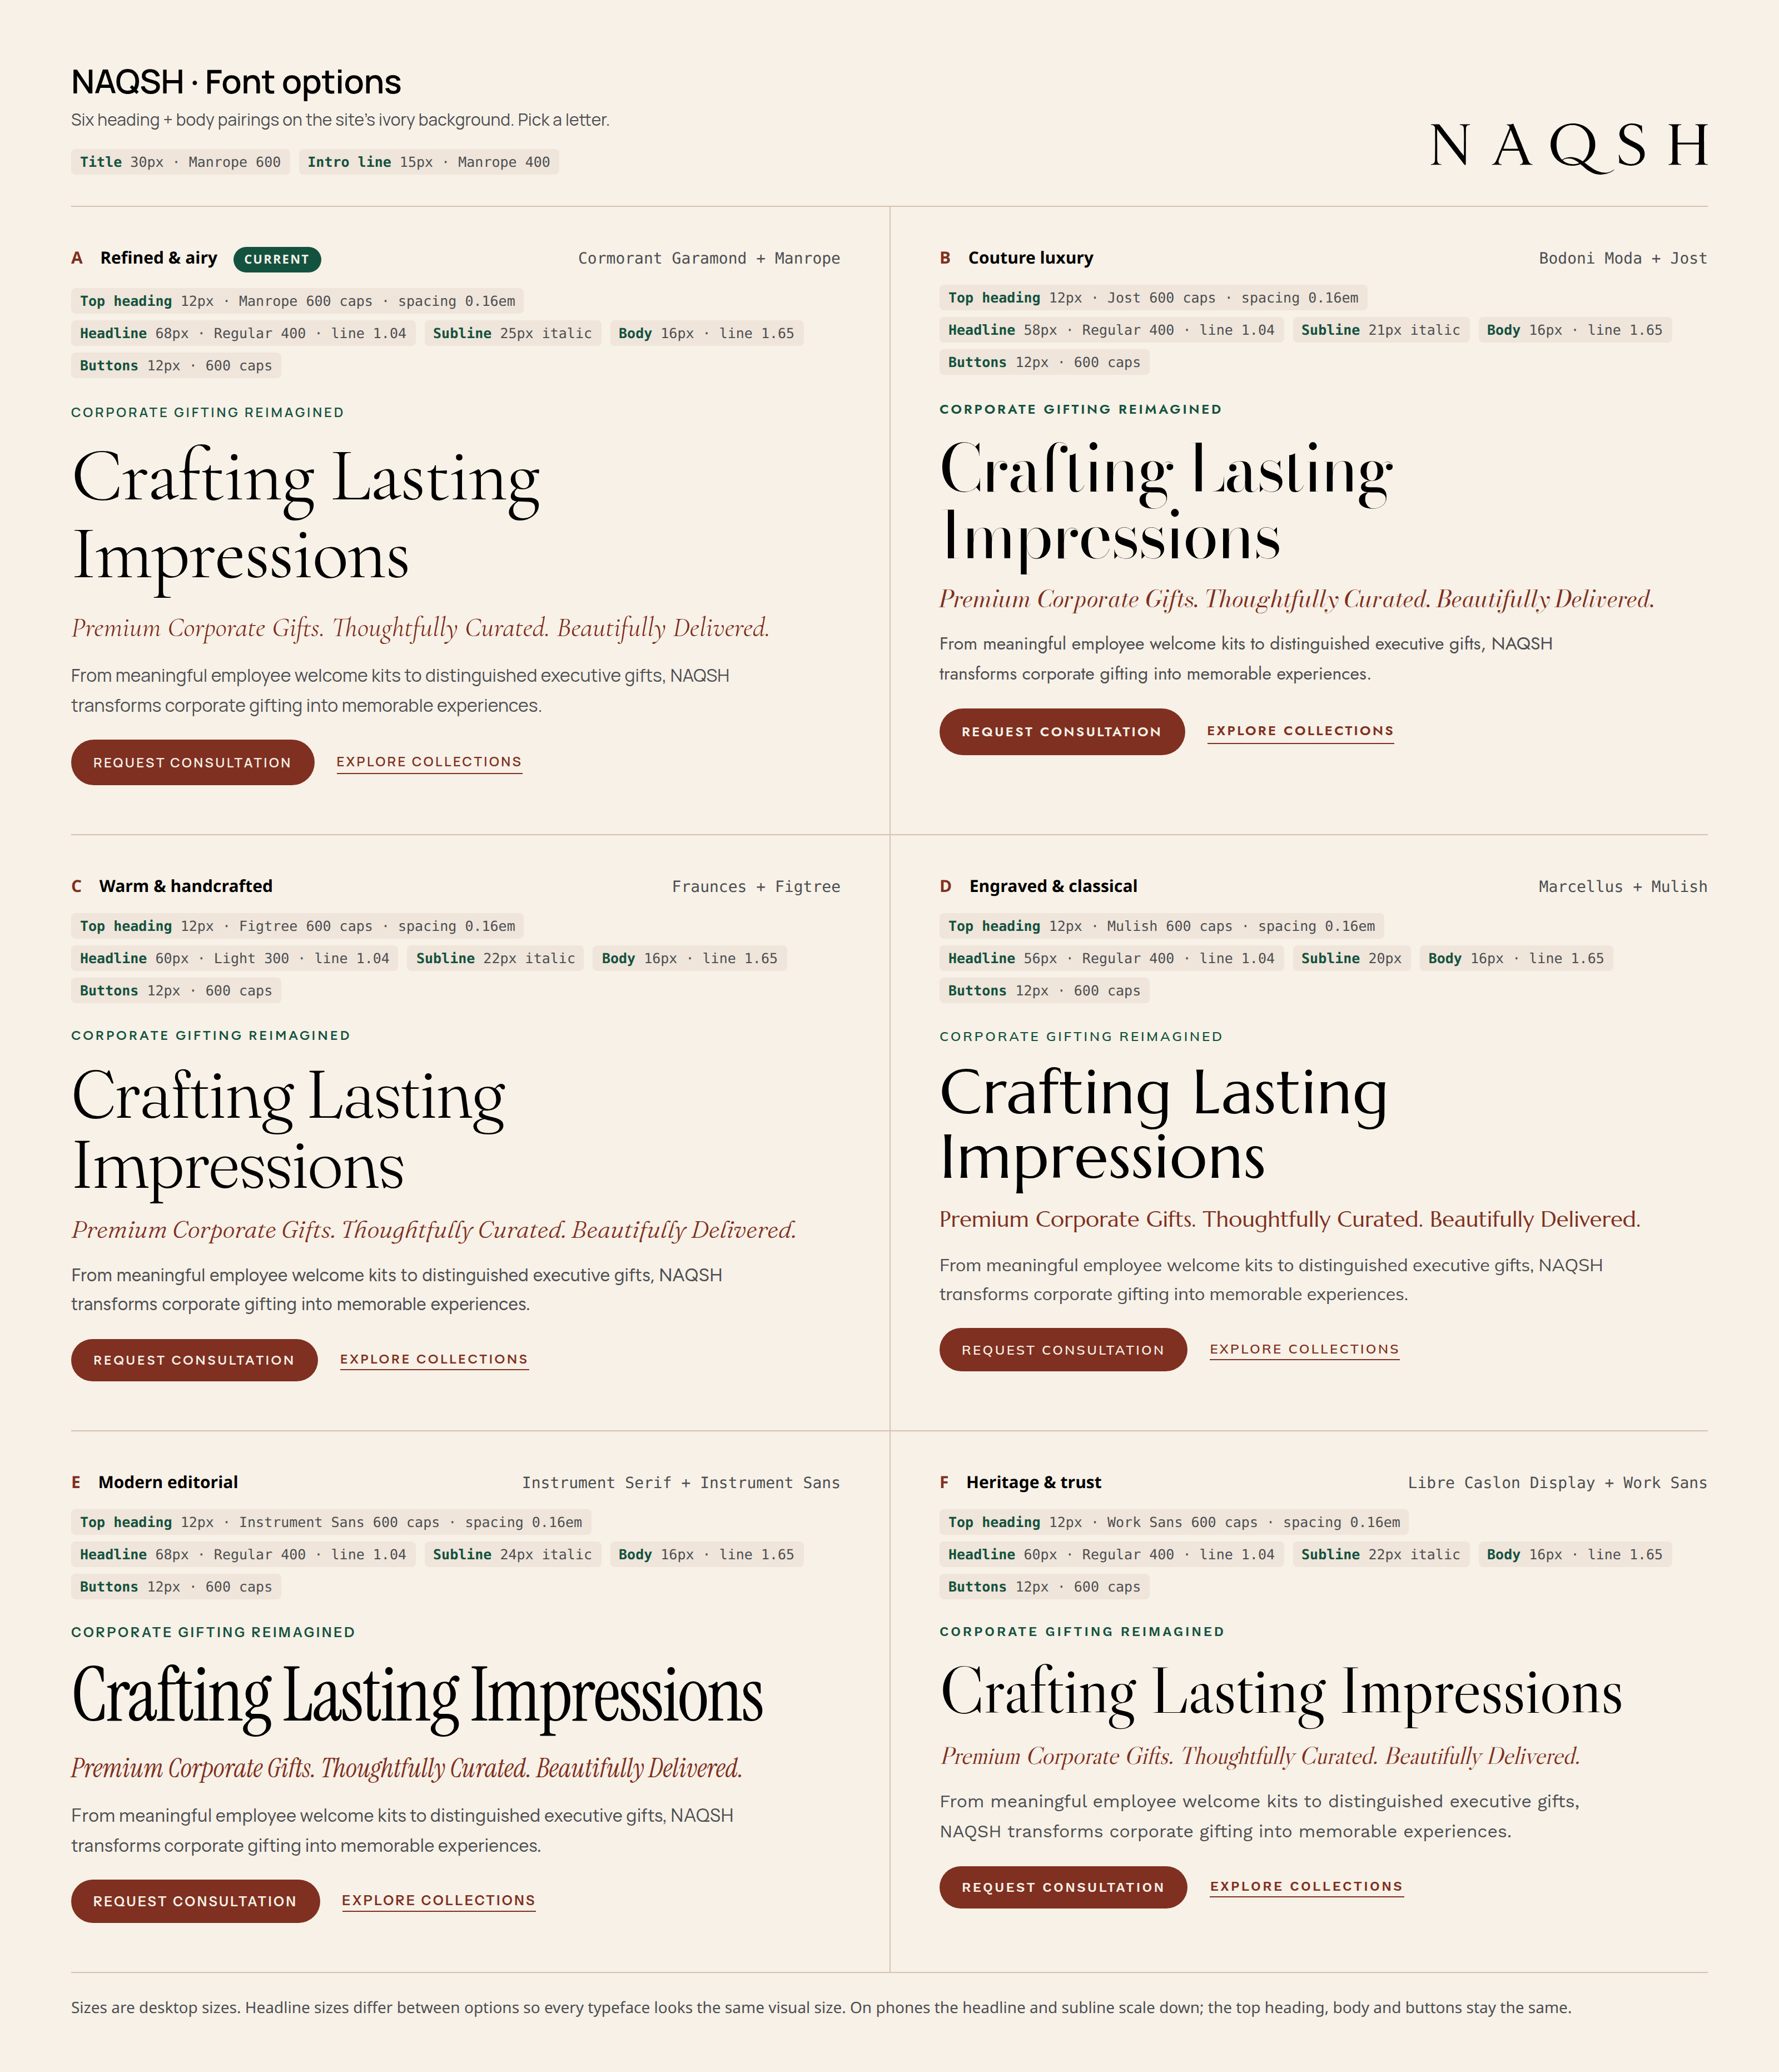 NAQSH · Font options
Six heading + body pairings on the site's ivory background. Pick a letter.
Title 30px · Manrope 600 Intro line 15px · Manrope 400
NAQSH
A Refined & airy CURRENT Cormorant Garamond + Manrope
Top heading 12px · Manrope 600 caps · spacing 0.16em
Headline 68px · Regular 400 · line 1.04 Subline 25px italic Body 16px · line 1.65
Buttons 12px · 600 caps
CORPORATE GIFTING REIMAGINED
Crafting Lasting
Impressions
Premium Corporate Gifts. Thoughtfully Curated. Beautifully Delivered.
From meaningful employee welcome kits to distinguished executive gifts, NAQSH
transforms corporate gifting into memorable experiences.
REQUEST CONSULTATION EXPLORE COLLECTIONS
B Couture luxury Bodoni Moda + Jost
Top heading 12px · Jost 600 caps · spacing 0.16em
Headline 58px · Regular 400 · line 1.04 Subline 21px italic Body 16px · line 1.65
Buttons 12px · 600 caps
CORPORATE GIFTING REIMAGINED
Crafting Lasting
Impressions
Premium Corporate Gifts. Thoughtfully Curated. Beautifully Delivered.
From meaningful employee welcome kits to distinguished executive gifts, NAQSH
transforms corporate gifting into memorable experiences.
REQUEST CONSULTATION EXPLORE COLLECTIONS
C Warm & handcrafted Fraunces + Figtree
Top heading 12px · Figtree 600 caps · spacing 0.16em
Headline 60px · Light 300 · line 1.04 Subline 22px italic Body 16px · line 1.65
Buttons 12px · 600 caps
CORPORATE GIFTING REIMAGINED
Crafting Lasting
Impressions
Premium Corporate Gifts. Thoughtfully Curated. Beautifully Delivered.
From meaningful employee welcome kits to distinguished executive gifts, NAQSH
transforms corporate gifting into memorable experiences.
REQUEST CONSULTATION EXPLORE COLLECTIONS
D Engraved & classical Marcellus + Mulish
Top heading 12px · Mulish 600 caps · spacing 0.16em
Headline 56px · Regular 400 · line 1.04 Subline 20px Body 16px · line 1.65
Buttons 12px · 600 caps
CORPORATE GIFTING REIMAGINED
Crafting Lasting
Impressions
Premium Corporate Gifts. Thoughtfully Curated. Beautifully Delivered.
From meaningful employee welcome kits to distinguished executive gifts, NAQSH
transforms corporate gifting into memorable experiences.
REQUEST CONSULTATION EXPLORE COLLECTIONS
E Modern editorial Instrument Serif + Instrument Sans
Top heading 12px · Instrument Sans 600 caps · spacing 0.16em
Headline 68px · Regular 400 · line 1.04 Subline 24px italic Body 16px · line 1.65
Buttons 12px · 600 caps
CORPORATE GIFTING REIMAGINED
Crafting Lasting Impressions
Premium Corporate Gifts. Thoughtfully Curated. Beautifully Delivered.
From meaningful employee welcome kits to distinguished executive gifts, NAQSH
transforms corporate gifting into memorable experiences.
REQUEST CONSULTATION EXPLORE COLLECTIONS
F Heritage & trust Libre Caslon Display + Work Sans
Top heading 12px · Work Sans 600 caps · spacing 0.16em
Headline 60px · Regular 400 · line 1.04 Subline 22px italic Body 16px · line 1.65
Buttons 12px · 600 caps
CORPORATE GIFTING REIMAGINED
Crafting Lasting Impressions
Premium Corporate Gifts. Thoughtfully Curated. Beautifully Delivered.
From meaningful employee welcome kits to distinguished executive gifts,
NAQSH transforms corporate gifting into memorable experiences.
REQUEST CONSULTATION EXPLORE COLLECTIONS
Sizes are desktop sizes. Headline sizes differ between options so every typeface looks the same visual size. On phones the headline and subline scale down; the top heading, body and buttons stay the same.